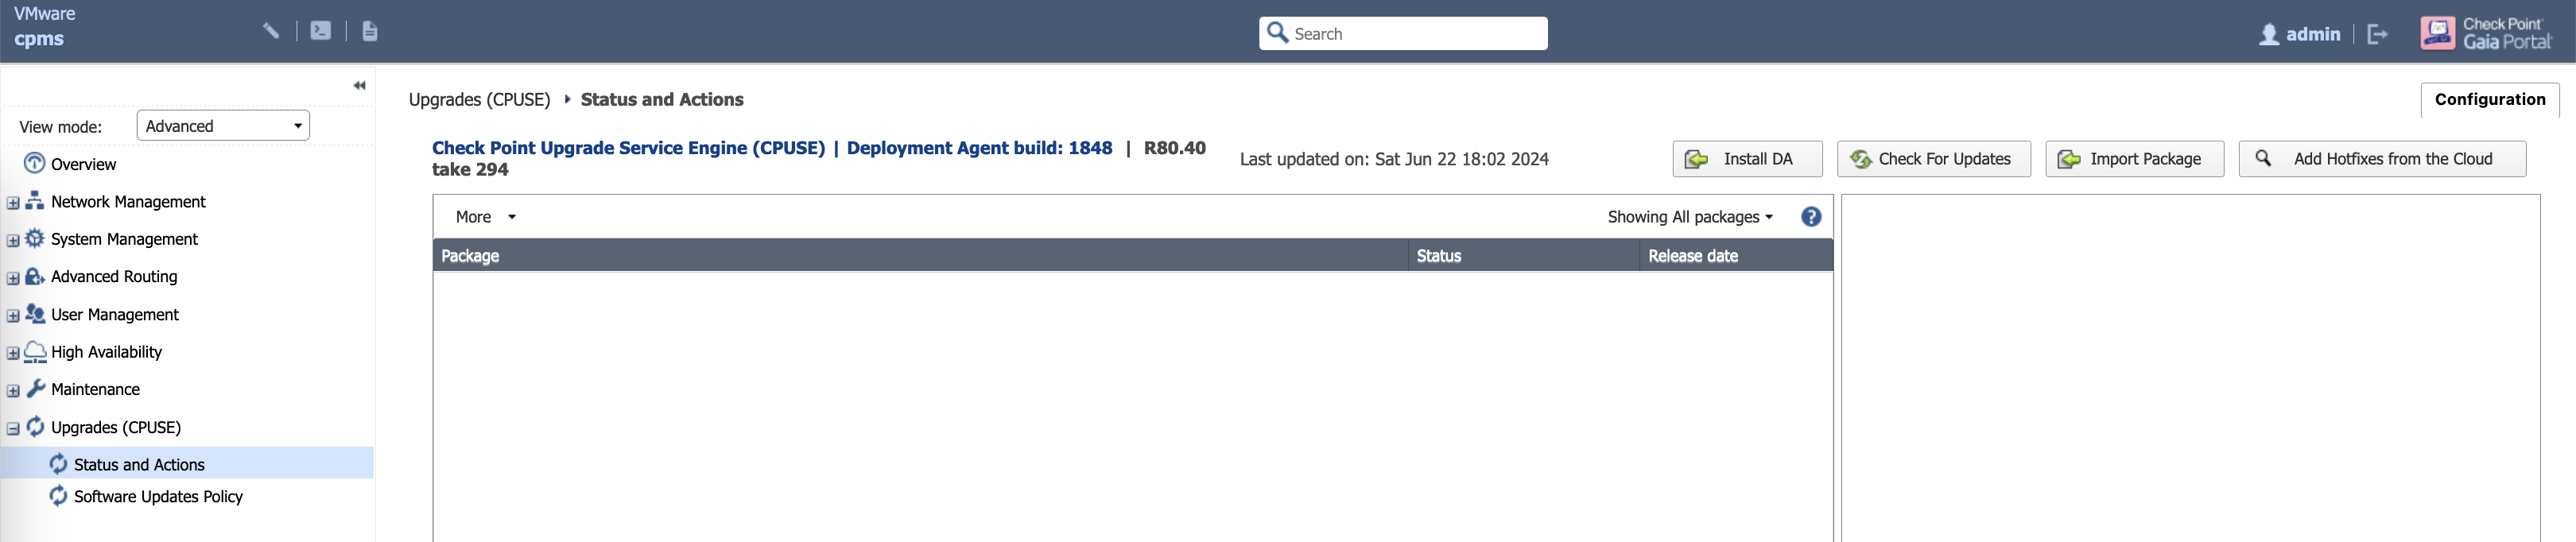 VMware
cpms
Search
admin
Check Point
Gaia Portal
View mode:
Advanced
Overview
Network Management
System Management
Advanced Routing
User Management
High Availability
Maintenance
Upgrades (CPUSE)
Status and Actions
Software Updates Policy
Upgrades (CPUSE) Status and Actions
Configuration
Check Point Upgrade Service Engine (CPUSE) | Deployment Agent build: 1848 | R80.40
take 294
Last updated on: Sat Jun 22 18:02 2024
Install DA
Check For Updates
Import Package
Add Hotfixes from the Cloud
More
Showing All packages
?
Package Status Release date